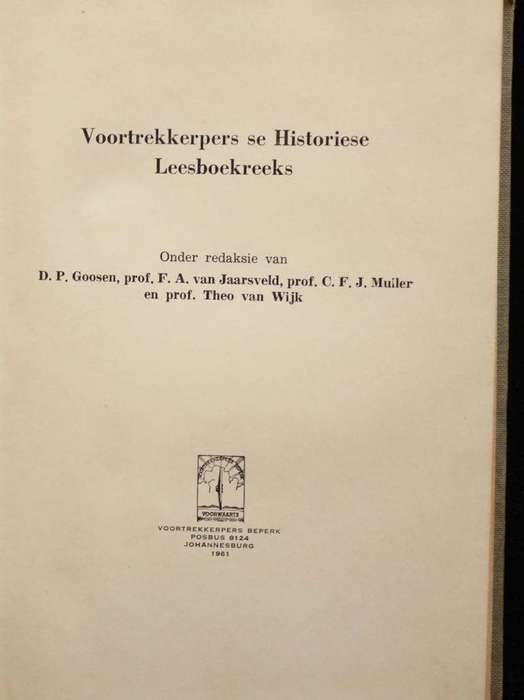 Voortrekkerpers se Historiese
Leesboekreeks
Onder redaksie van
D. P. Goosen, prof. F. A. van Jaarsveld, prof. C. F. J. Muller
en prof. Theo van Wijk
VOORWAARTS
VOORTREKKERPERS BEPERK
POSBUS 8124
JOHANNESBURG
1961